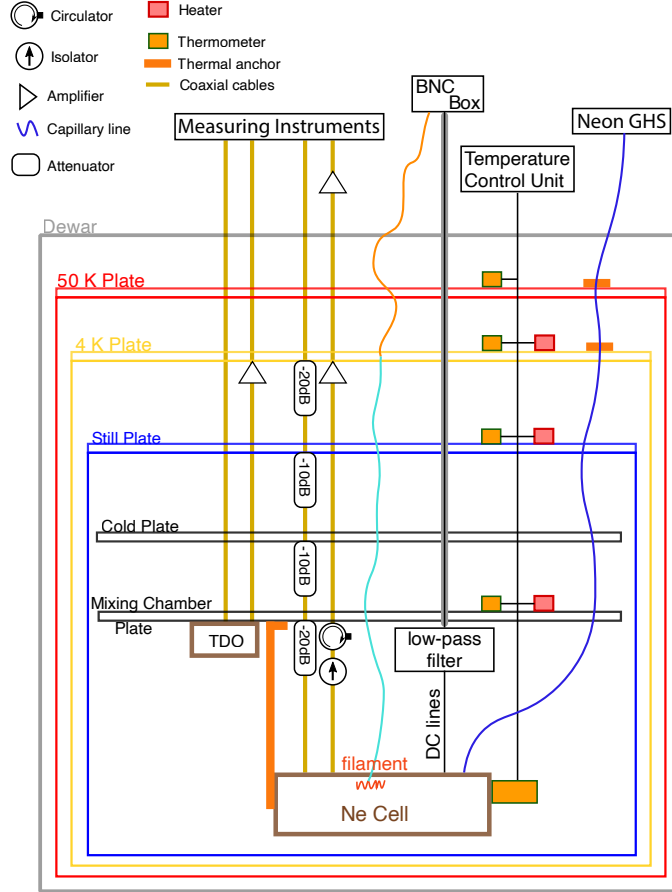 Circulator
Heater
Isolator
Thermometer
Thermal anchor
Amplifier
Coaxial cables
Capillary line
Attenuator
BNC
Box
Measuring Instruments
Neon GHS
Temperature
Control Unit
Dewar
50 K Plate
4 K Plate
-20dB
Still Plate
-10dB
Cold Plate
-10dB
Mixing Chamber
Plate
TDO
-20dB
low-pass
filter
DC lines
filament
Ne Cell